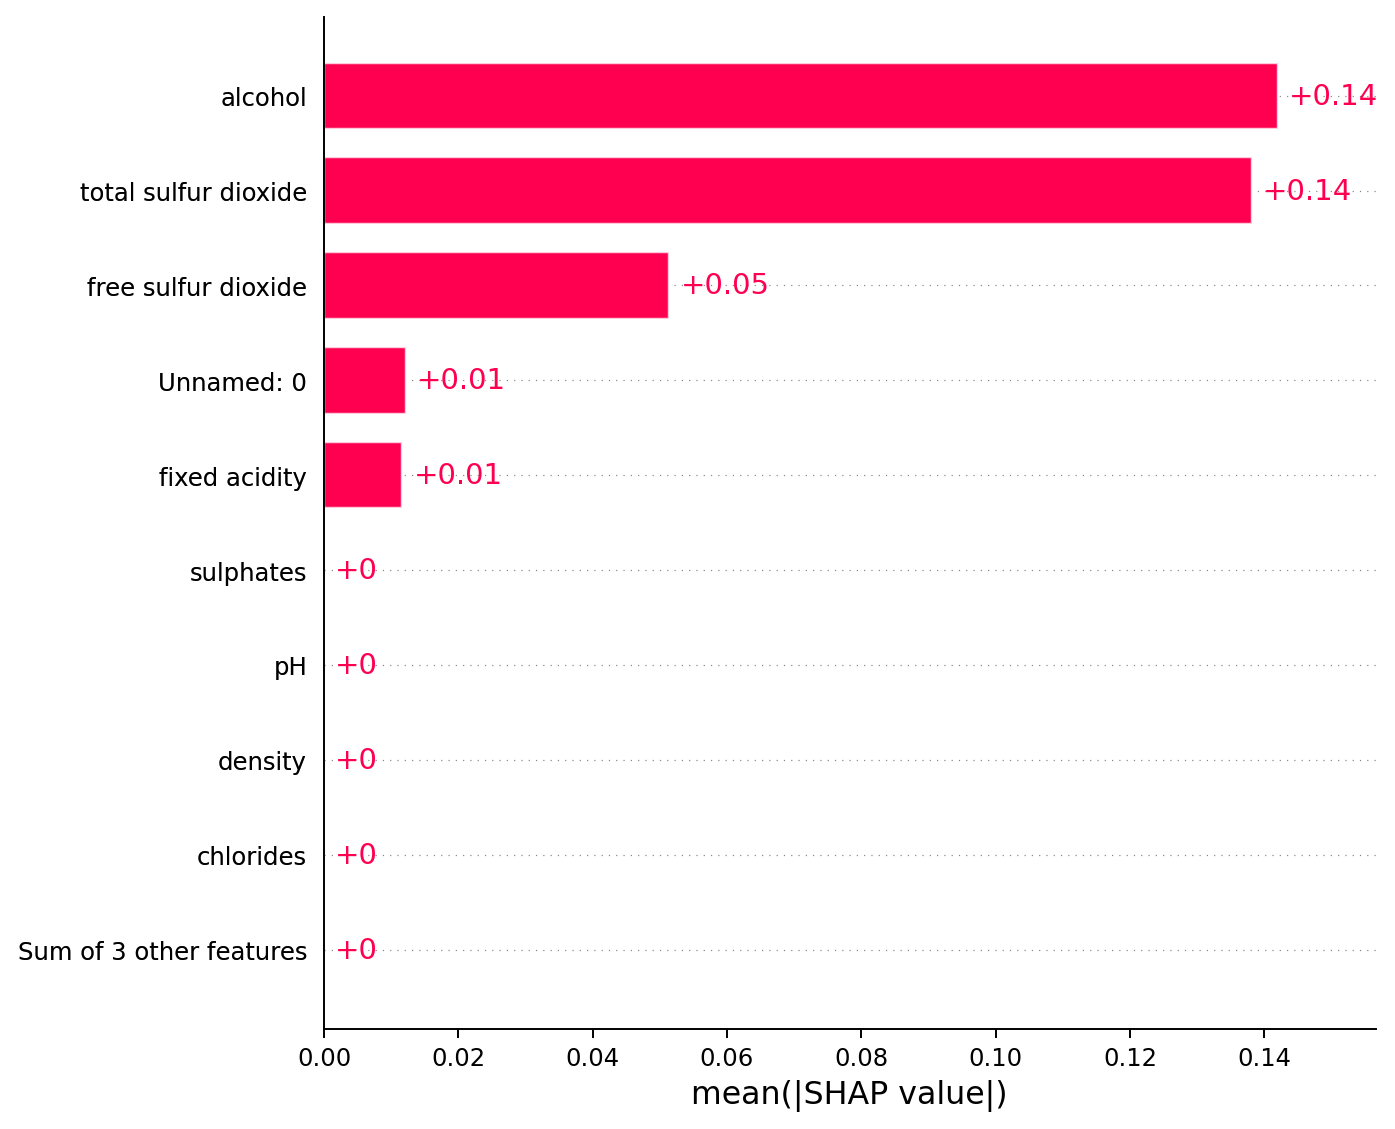 alcohol +0.14
total sulfur dioxide +0.14
free sulfur dioxide +0.05
Unnamed: 0 +0.01
fixed acidity +0.01
sulphates +0
pH +0
density +0
chlorides +0
Sum of 3 other features +0
0.00 0.02 0.04 0.06 0.08 0.10 0.12 0.14
mean(|SHAP value|)